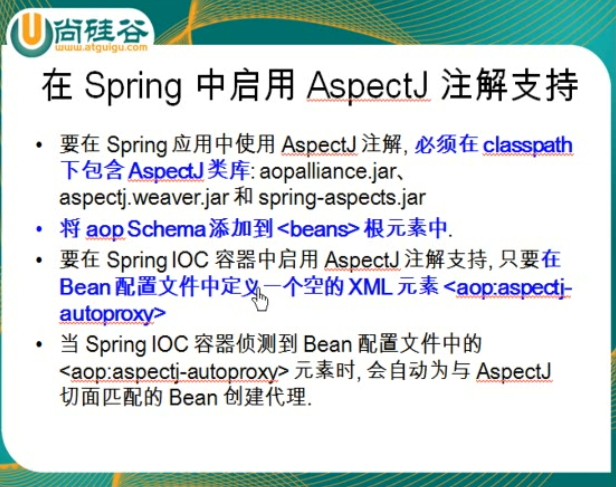 尚硅谷
www.atguigu.com
在 Spring 中启用 AspectJ 注解支持
• 要在 Spring 应用中使用 AspectJ 注解, 必须在 classpath
下包含 AspectJ 类库: aopalliance.jar、
aspectj.weaver.jar 和 spring-aspects.jar
• 将 aop Schema 添加到 <beans> 根元素中.
• 要在 Spring IOC 容器中启用 AspectJ 注解支持, 只要在
Bean 配置文件中定义一个空的 XML 元素 <aop:aspectj-
autoproxy>
• 当 Spring IOC 容器侦测到 Bean 配置文件中的
<aop:aspectj-autoproxy> 元素时, 会自动为与 AspectJ
切面匹配的 Bean 创建代理.